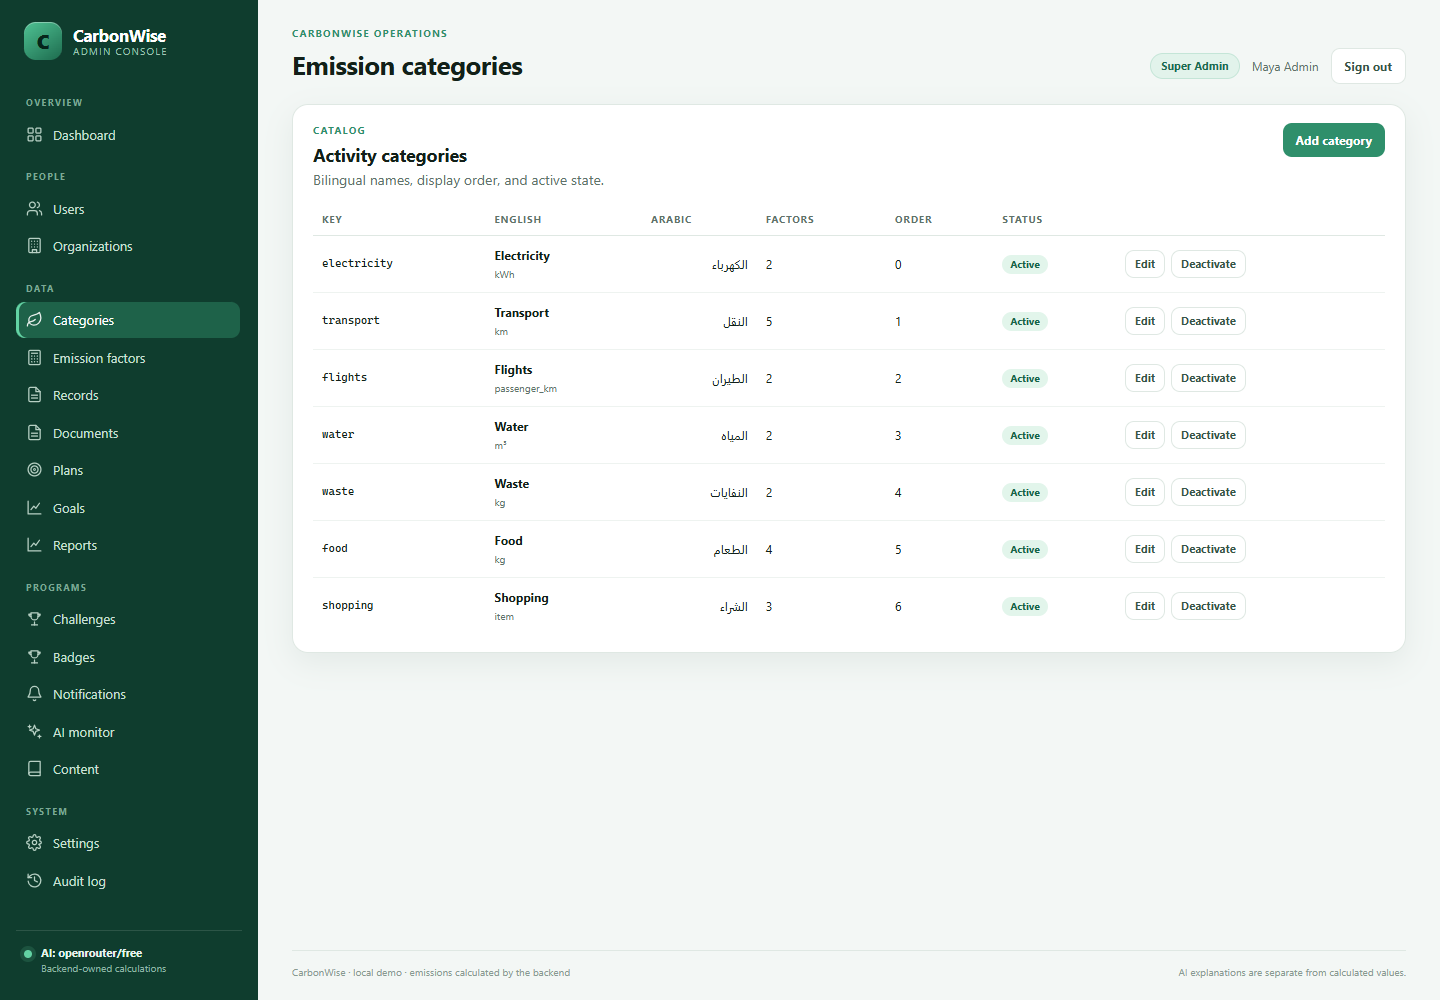 C
CarbonWise
ADMIN CONSOLE
OVERVIEW
Dashboard
PEOPLE
Users
Organizations
DATA
Categories
Emission factors
Records
Documents
Plans
Goals
Reports
PROGRAMS
Challenges
Badges
Notifications
AI monitor
Content
SYSTEM
Settings
Audit log
AI: openrouter/free
Backend-owned calculations
CARBONWISE OPERATIONS
Emission categories
Super Admin Maya Admin Sign out
CATALOG
Activity categories
Bilingual names, display order, and active state.
Add category
KEY ENGLISH ARABIC FACTORS ORDER STATUS
electricity Electricity الكهرباء 2 0 Active Edit Deactivate
kWh
transport Transport النقل 5 1 Active Edit Deactivate
km
flights Flights الطيران 2 2 Active Edit Deactivate
passenger_km
water Water المياه 2 3 Active Edit Deactivate
m³
waste Waste النفايات 2 4 Active Edit Deactivate
kg
food Food الطعام 4 5 Active Edit Deactivate
kg
shopping Shopping الشراء 3 6 Active Edit Deactivate
item
CarbonWise · local demo · emissions calculated by the backend
AI explanations are separate from calculated values.